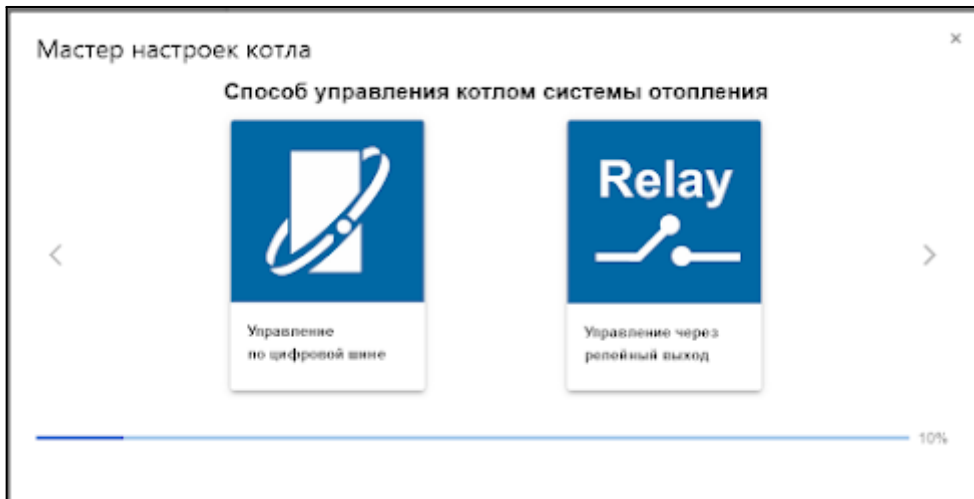 Мастер настроек котла
×
Способ управления котлом системы отопления
Relay
Управление
по цифровой шине
Управление через
релейный выход
10%